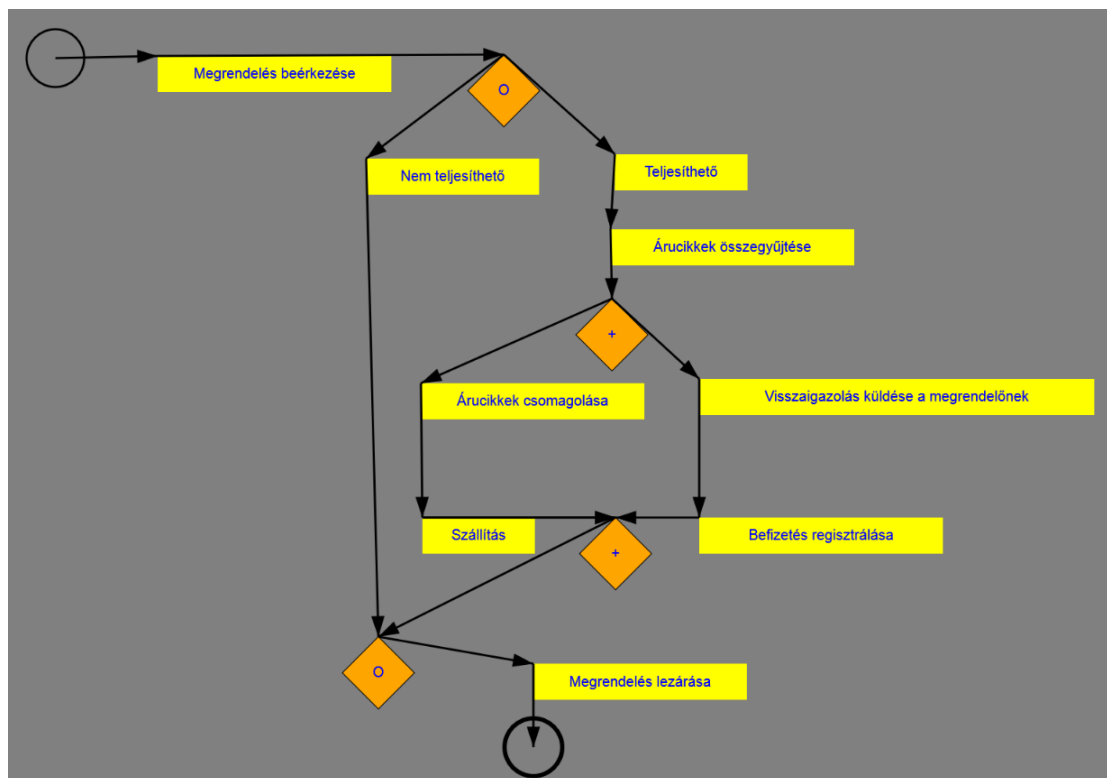 Megrendelés beérkezése
O
Nem teljesíthető
Teljesíthető
Árucikkek összegyűjtése
+
Árucikkek csomagolása
Visszaigazolás küldése a megrendelőnek
Szállítás
+
Befizetés regisztrálása
O
Megrendelés lezárása